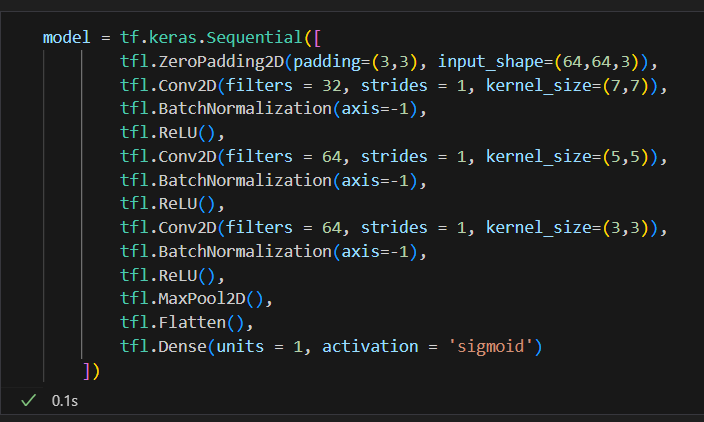 model = tf.keras.Sequential([
tfl.ZeroPadding2D(padding=(3,3), input_shape=(64,64,3)),
tfl.Conv2D(filters = 32, strides = 1, kernel_size=(7,7)),
tfl.BatchNormalization(axis=-1),
tfl.ReLU(),
tfl.Conv2D(filters = 64, strides = 1, kernel_size=(5,5)),
tfl.BatchNormalization(axis=-1),
tfl.ReLU(),
tfl.Conv2D(filters = 64, strides = 1, kernel_size=(3,3)),
tfl.BatchNormalization(axis=-1),
tfl.ReLU(),
tfl.MaxPool2D(),
tfl.Flatten(),
tfl.Dense(units = 1, activation = 'sigmoid')
])
0.1s